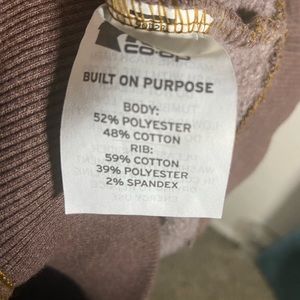 CO·OP
BUILT ON PURPOSE
BODY:
52% POLYESTER
48% COTTON
RIB:
59% COTTON
39% POLYESTER
2% SPANDEX